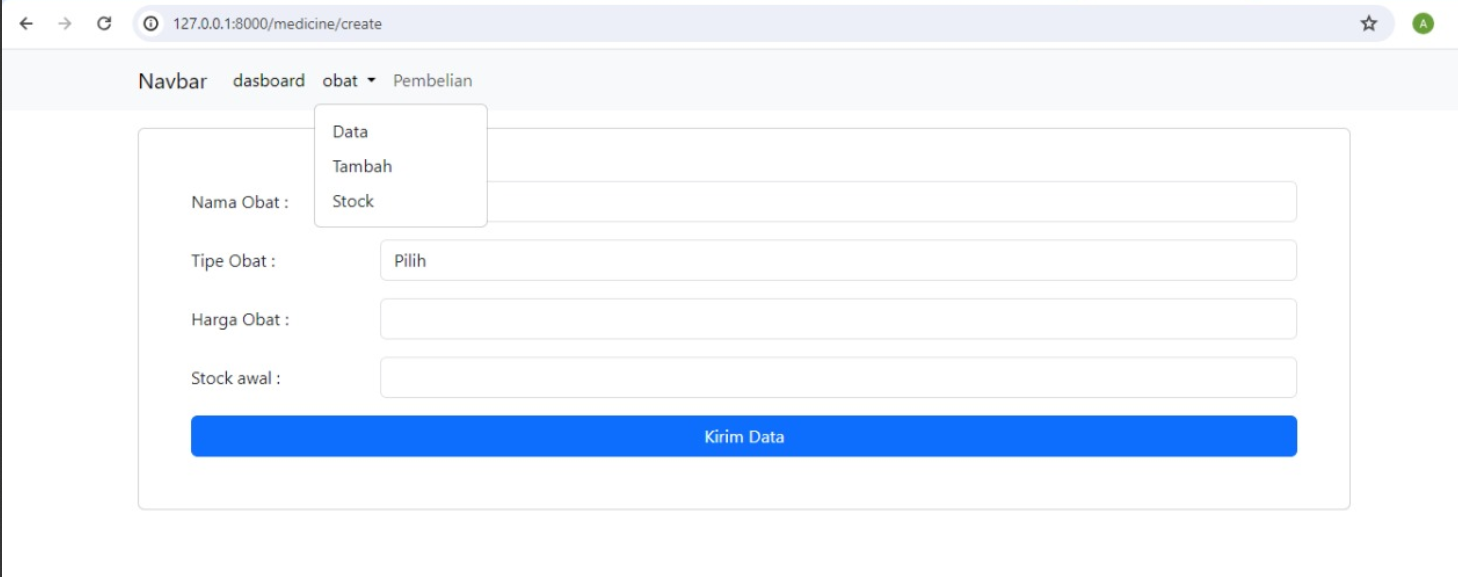 127.0.0.1:8000/medicine/create
A
Navbar dasboard obat Pembelian
Data
Tambah
Stock
Nama Obat :
Tipe Obat : Pilih
Harga Obat :
Stock awal :
Kirim Data